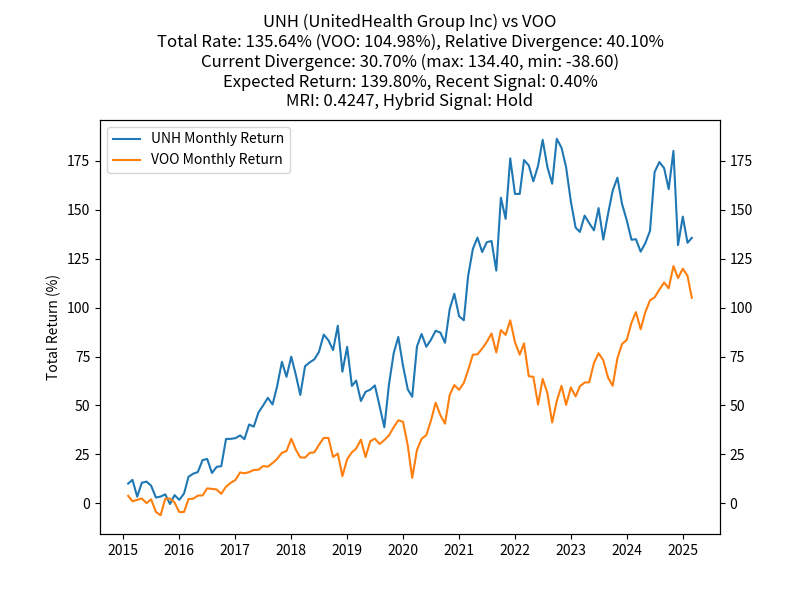 UNH (UnitedHealth Group Inc) vs VOO
Total Rate: 135.64% (VOO: 104.98%), Relative Divergence: 40.10%
Current Divergence: 30.70% (max: 134.40, min: -38.60)
Expected Return: 139.80%, Recent Signal: 0.40%
MRI: 0.4247, Hybrid Signal: Hold
UNH Monthly Return
VOO Monthly Return
Total Return (%)
175
150
125
100
75
50
25
0
175
150
125
100
75
50
25
0
2015 2016 2017 2018 2019 2020 2021 2022 2023 2024 2025